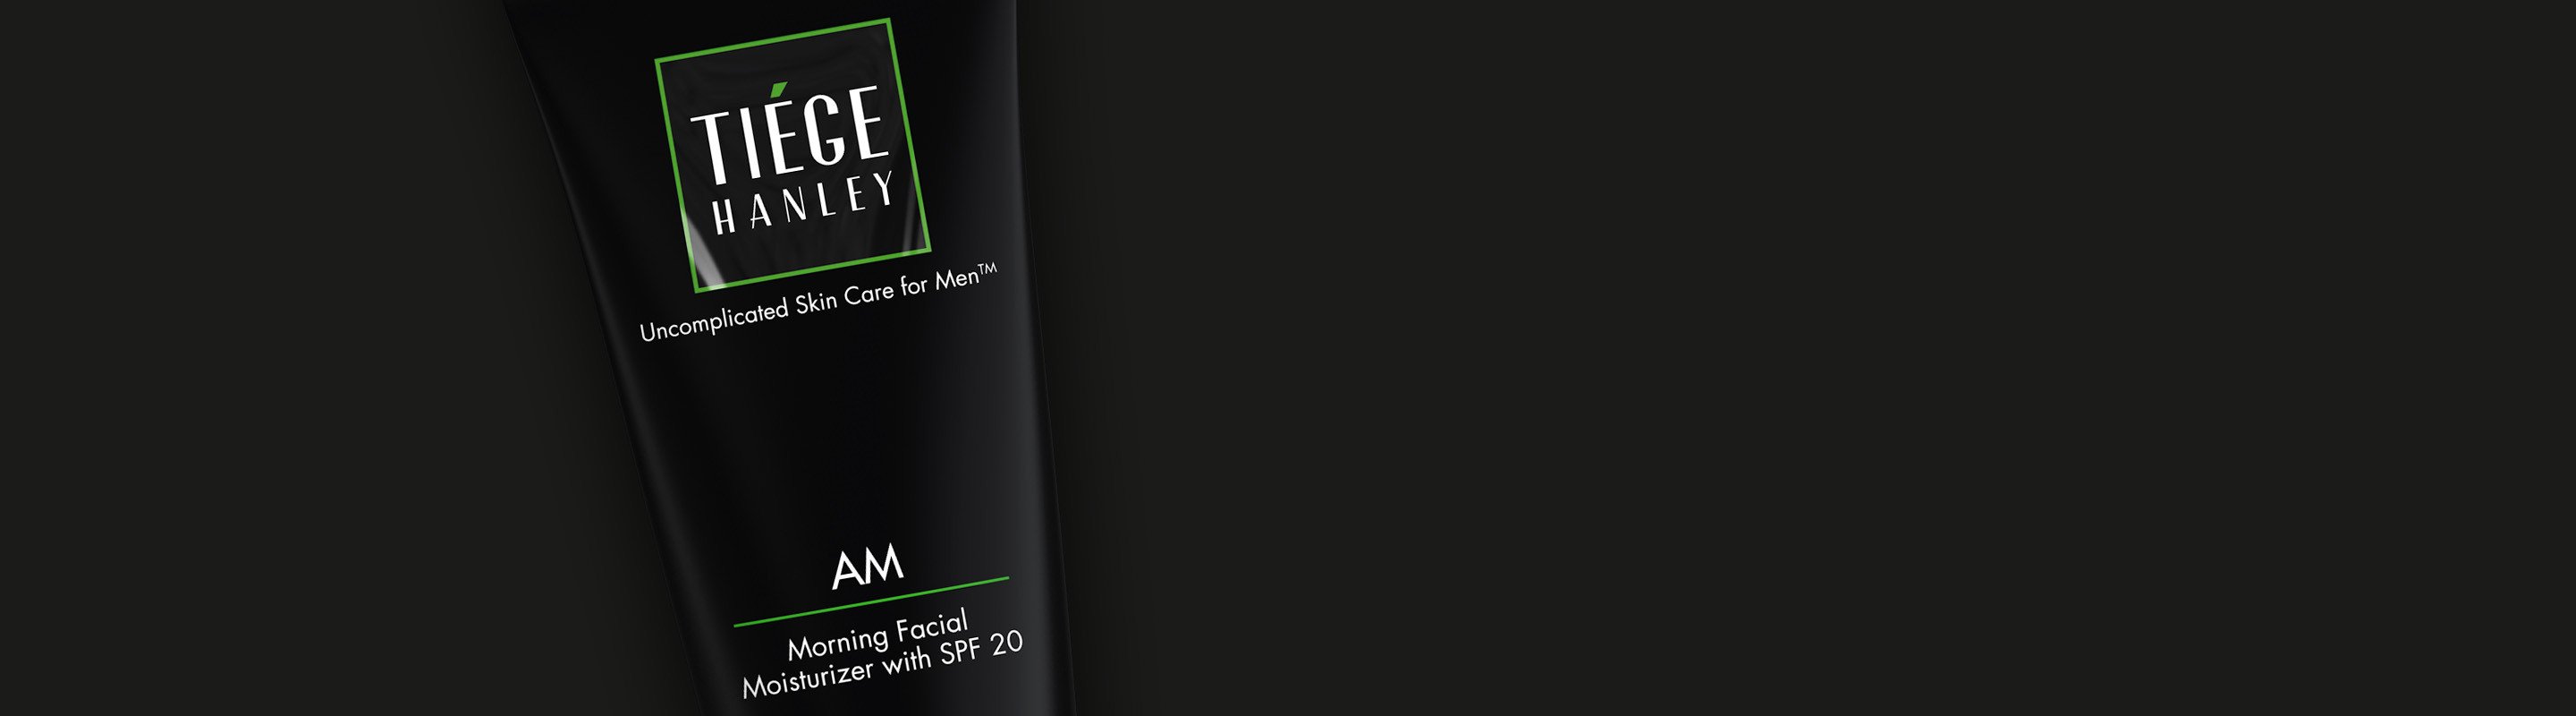 TIÉGE
HANLEY
Uncomplicated Skin Care for Men™
AM
Morning Facial
Moisturizer with SPF 20